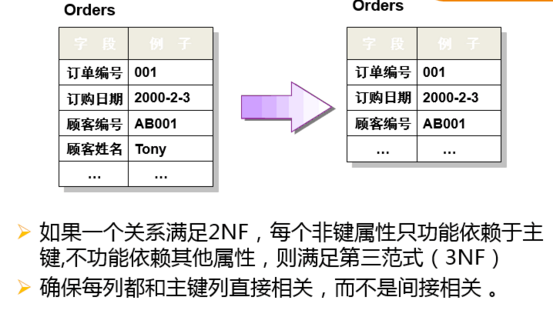 Orders
字 段 例 子
订单编号 001
订购日期 2000-2-3
顾客编号 AB001
顾客姓名 Tony
… …
Orders
字 段 例 子
订单编号 001
订购日期 2000-2-3
顾客编号 AB001
… …
如果一个关系满足2NF，每个非键属性只功能依赖于主
键,不功能依赖其他属性，则满足第三范式（3NF）
确保每列都和主键列直接相关，而不是间接相关 。